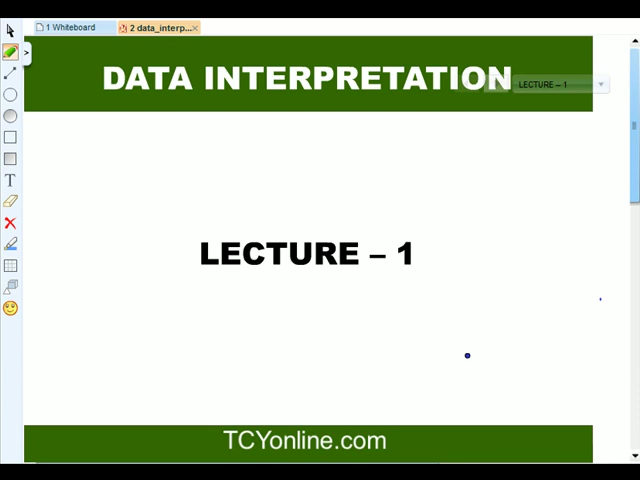 1 Whiteboard
2 data_interp...
DATA INTERPRETATION
LECTURE – 1
LECTURE – 1
TCYonline.com